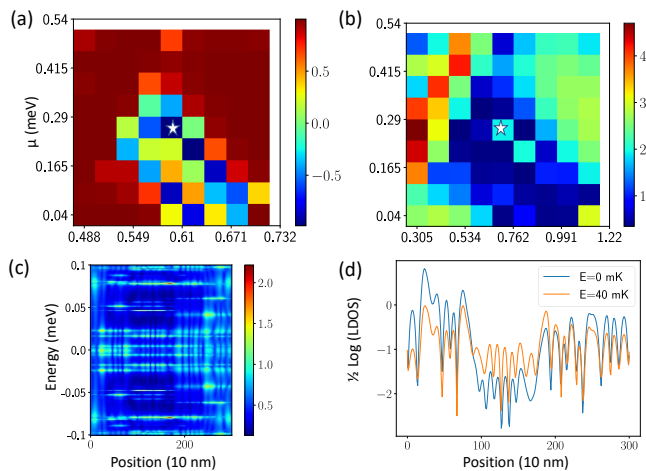 (a)
0.54
0.415
0.29
0.165
0.04
μ (meV)
0.488 0.549 0.61 0.671 0.732
0.5
0.0
−0.5
(b)
0.54
0.415
0.29
0.165
0.04
0.305 0.534 0.762 0.991 1.22
4
3
2
1
(c)
0.1
0.05
0.0
−0.05
−0.1
Energy (meV)
0 200
Position (10 nm)
2.0
1.5
1.0
0.5
(d)
E=0 mK
E=40 mK
0
−1
−2
½ Log (LDOS)
0 100 200 300
Position (10 nm)